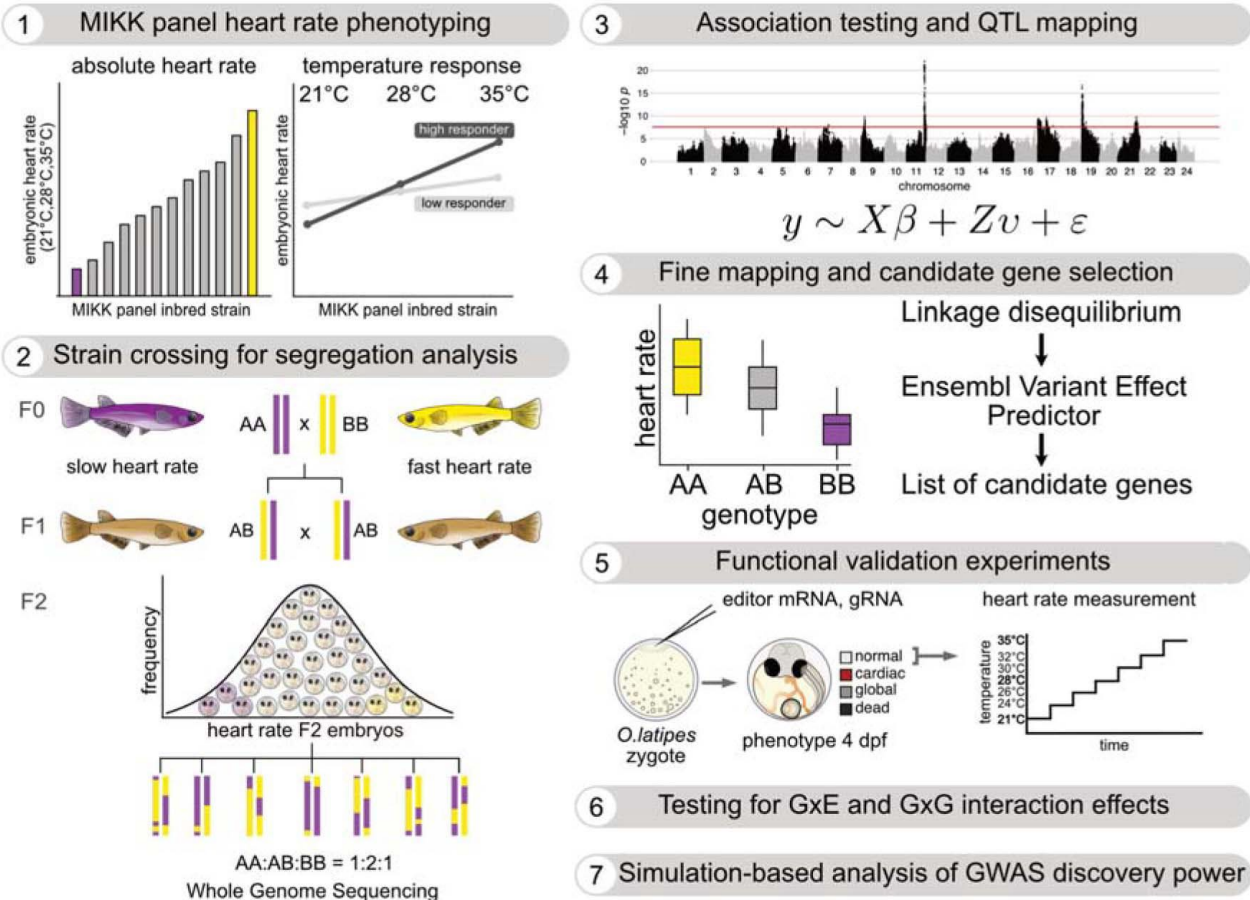 1 MIKK panel heart rate phenotyping
absolute heart rate
embryonic heart rate
(21°C,28°C,35°C)
MIKK panel inbred strain
temperature response
21°C 28°C 35°C
embryonic heart rate
high responder
low responder
MIKK panel inbred strain
2 Strain crossing for segregation analysis
F0
AA x BB
slow heart rate
fast heart rate
F1
AB x AB
F2
frequency
heart rate F2 embryos
AA:AB:BB = 1:2:1
Whole Genome Sequencing
3 Association testing and QTL mapping
−log10 p
20
15
10
5
0
1 2 3 4 5 6 7 8 9 10 11 12 13 14 15 16 17 18 19 20 21 22 23 24
chromosome
y ~ Xβ + Zυ + ε
4 Fine mapping and candidate gene selection
heart rate
AA AB BB
genotype
Linkage disequilibrium
Ensembl Variant Effect
Predictor
List of candidate genes
5 Functional validation experiments
editor mRNA, gRNA
O.latipes
zygote
normal
cardiac
global
dead
phenotype 4 dpf
heart rate measurement
temperature
35°C
32°C
30°C
28°C
26°C
24°C
21°C
time
6 Testing for GxE and GxG interaction effects
7 Simulation-based analysis of GWAS discovery power